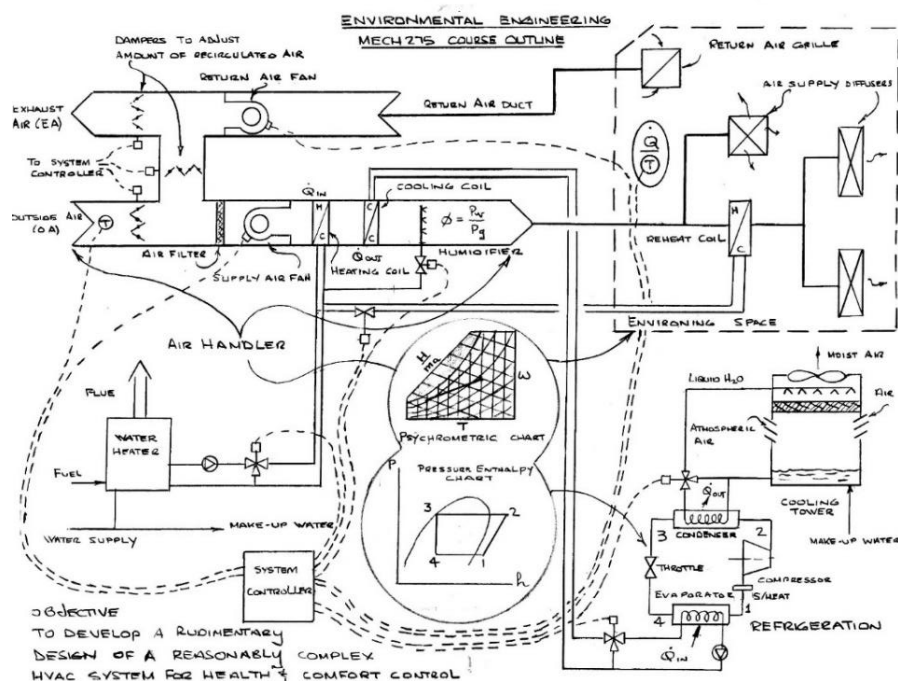 ENVIRONMENTAL ENGINEERING
MECH 275 COURSE OUTLINE
DAMPERS TO ADJUST
AMOUNT OF RECIRCULATED AIR
RETURN AIR FAN
RETURN AIR GRILLE
EXHAUST
AIR (EA)
RETURN AIR DUCT
AIR SUPPLY DIFFUSERS
TO SYSTEM
CONTROLLER
Q̇
T
Q̇IN
COOLING COIL
OUTSIDE AIR
(OA)
T
H
C
C
C
ϕ = Pw
Pg
H
C
REHEAT COIL
AIR FILTER
SUPPLY AIR FAN
Q̇OUT
HEATING COIL
HUMIDIFIER
ENVIRONING SPACE
AIR HANDLER
H
ma
ω
T
PSYCHROMETRIC CHART
MOIST AIR
LIQUID H2O
AIR
ATHOSPHERIC
AIR
FLUE
WATER
HEATER
FUEL
PRESSURE ENTHALPY
CHART
P
3
2
4
1
h
Q̇OUT
COOLING
TOWER
MAKE-UP WATER
WATER SUPPLY
MAKE-UP WATER
3
CONDENSER
2
THROTTLE
COMPRESSOR
S/HEAT
EVAPORATOR
4
1
Q̇IN
REFRIGERATION
SYSTEM
CONTROLLER
OBJECTIVE
TO DEVELOP A RUDIMENTARY
DESIGN OF A REASONABLY COMPLEX
HVAC SYSTEM FOR HEALTH & COMFORT CONTROL